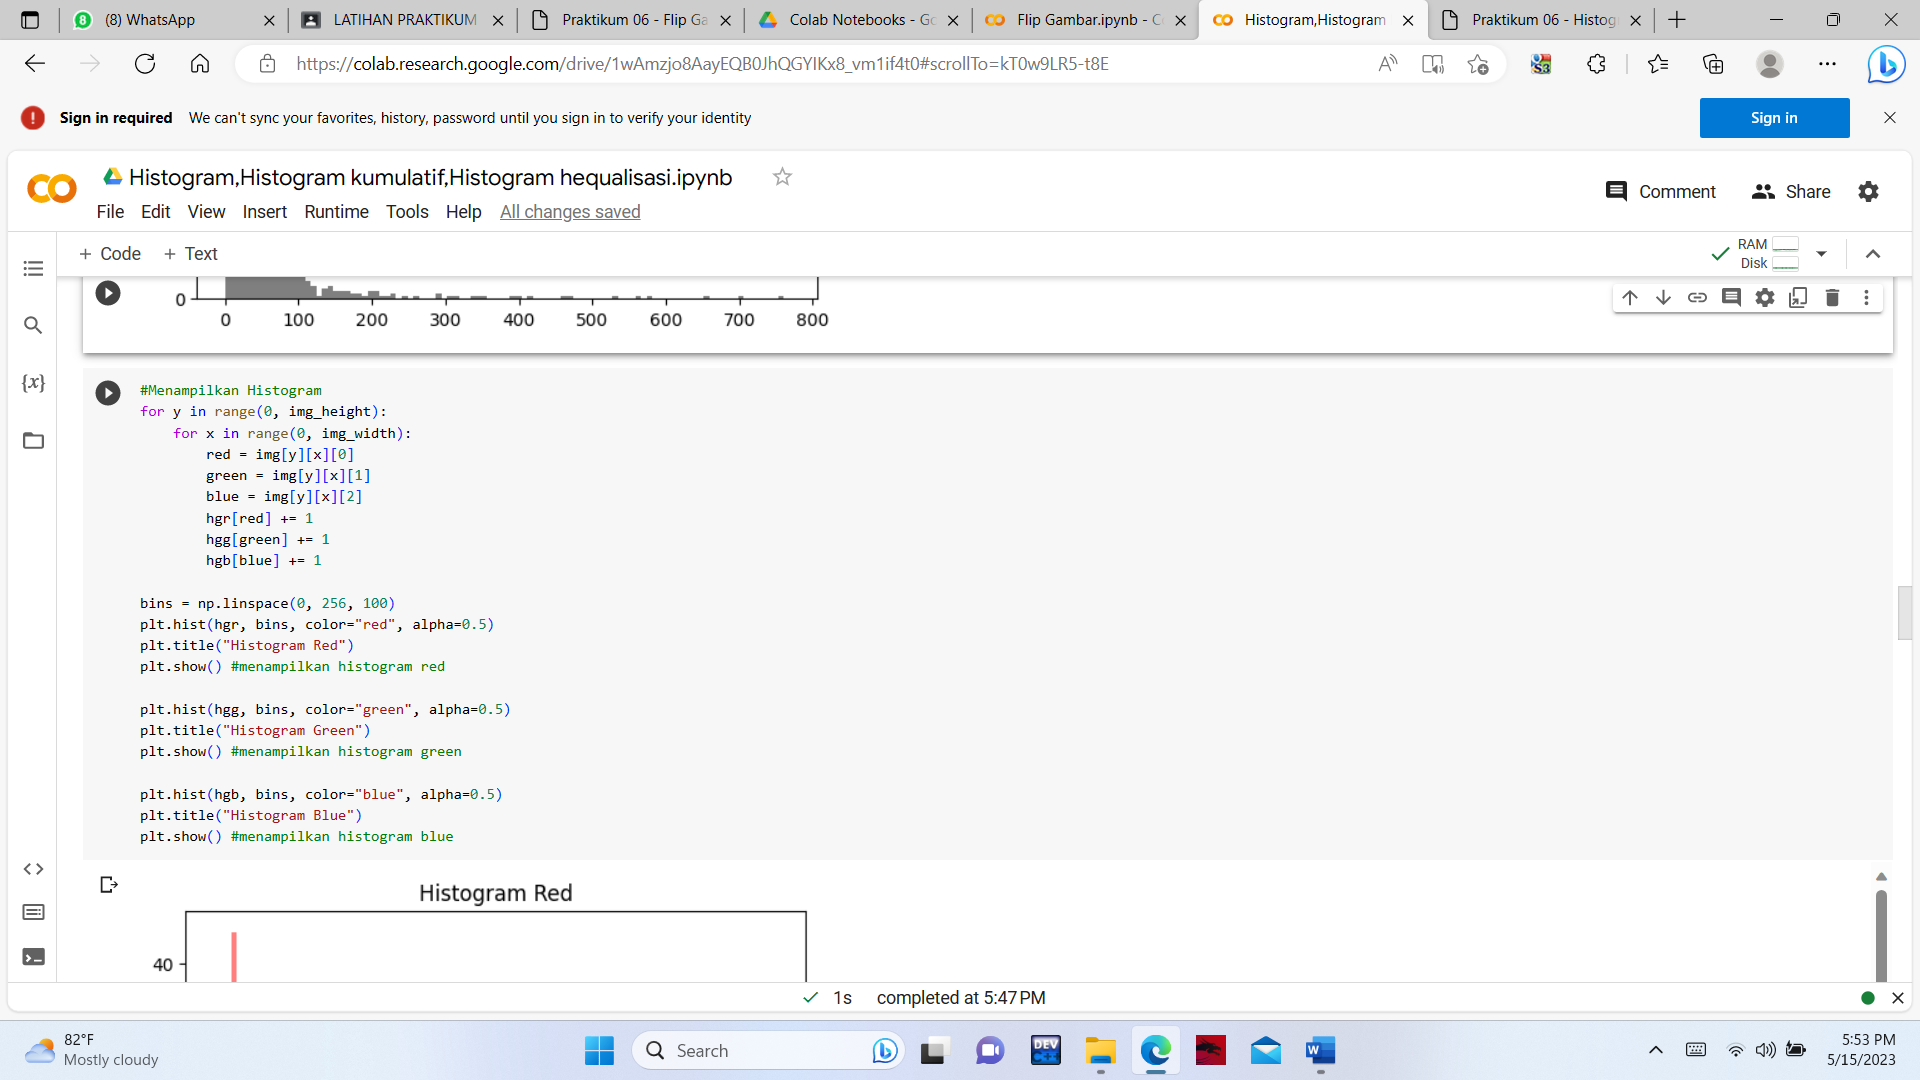 (8) WhatsApp
LATIHAN PRAKTIKUM
Praktikum 06 - Flip Ga
Colab Notebooks - Go
Flip Gambar.ipynb - C
Histogram,Histogram
Praktikum 06 - Histog
https://colab.research.google.com/drive/1wAmzjo8AayEQB0JhQGYIKx8_vm1if4t0#scrollTo=kT0w9LR5-t8E
Sign in required We can't sync your favorites, history, password until you sign in to verify your identity
Sign in
Histogram,Histogram kumulatif,Histogram hequalisasi.ipynb
Comment Share
File Edit View Insert Runtime Tools Help All changes saved
+ Code + Text
RAM
Disk
0
0 100 200 300 400 500 600 700 800
#Menampilkan Histogram
for y in range(0, img_height):
    for x in range(0, img_width):
        red = img[y][x][0]
        green = img[y][x][1]
        blue = img[y][x][2]
        hgr[red] += 1
        hgg[green] += 1
        hgb[blue] += 1
bins = np.linspace(0, 256, 100)
plt.hist(hgr, bins, color="red", alpha=0.5)
plt.title("Histogram Red")
plt.show() #menampilkan histogram red
plt.hist(hgg, bins, color="green", alpha=0.5)
plt.title("Histogram Green")
plt.show() #menampilkan histogram green
plt.hist(hgb, bins, color="blue", alpha=0.5)
plt.title("Histogram Blue")
plt.show() #menampilkan histogram blue
Histogram Red
40
1s completed at 5:47 PM
82°F
Mostly cloudy
Search
DEV C++
W
5:53 PM
5/15/2023